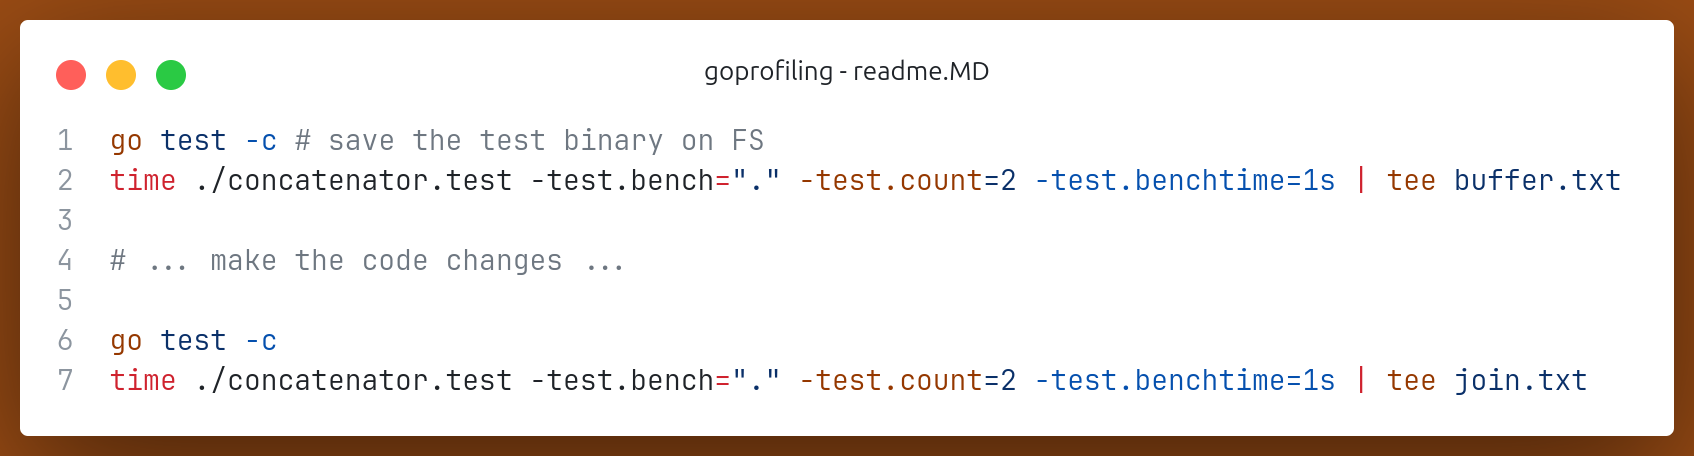 goprofiling - readme.MD
1 go test -c # save the test binary on FS
2 time ./concatenator.test -test.bench="." -test.count=2 -test.benchtime=1s | tee buffer.txt
3
4 # ... make the code changes ...
5
6 go test -c
7 time ./concatenator.test -test.bench="." -test.count=2 -test.benchtime=1s | tee join.txt